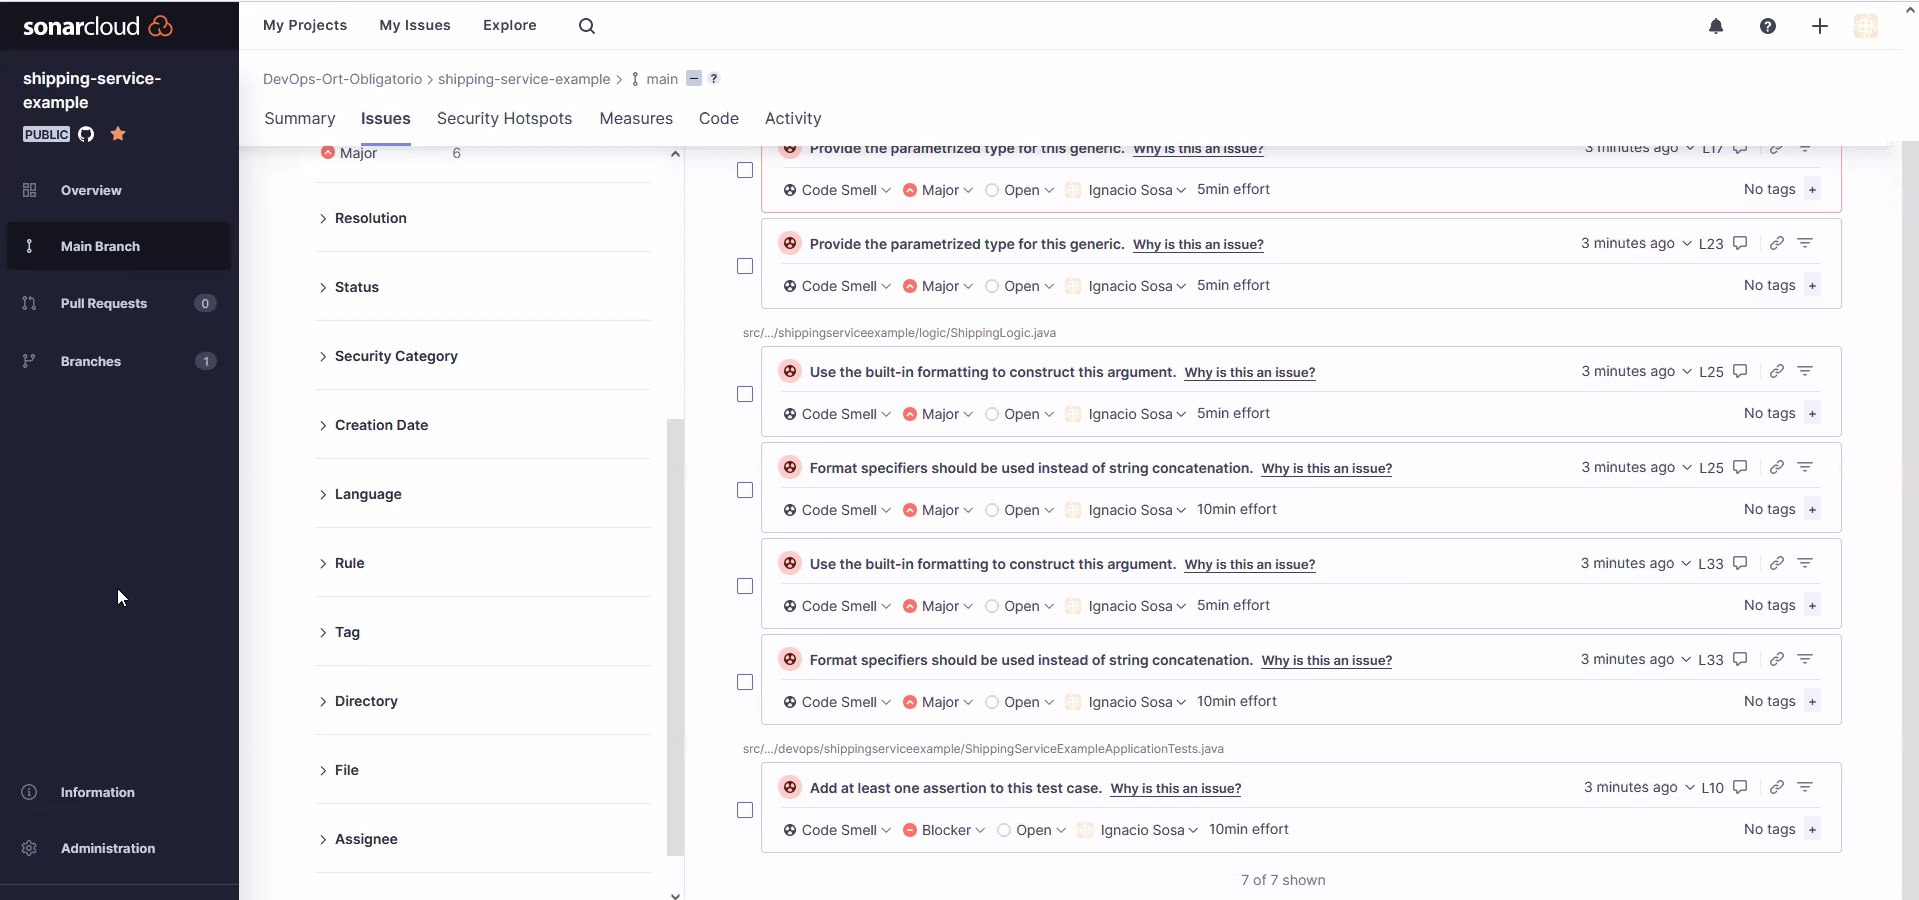 sonarcloud
My Projects My Issues Explore
shipping-service-
example
PUBLIC
Overview
Main Branch
Pull Requests 0
Branches 1
Information
Administration
DevOps-Ort-Obligatorio > shipping-service-example > main ?
Summary Issues Security Hotspots Measures Code Activity
Major 6
Resolution
Status
Security Category
Creation Date
Language
Rule
Tag
Directory
File
Assignee
Provide the parametrized type for this generic. Why is this an issue? 3 minutes ago L17
Code Smell Major Open Ignacio Sosa 5min effort No tags +
Provide the parametrized type for this generic. Why is this an issue? 3 minutes ago L23
Code Smell Major Open Ignacio Sosa 5min effort No tags +
src/.../shippingserviceexample/logic/ShippingLogic.java
Use the built-in formatting to construct this argument. Why is this an issue? 3 minutes ago L25
Code Smell Major Open Ignacio Sosa 5min effort No tags +
Format specifiers should be used instead of string concatenation. Why is this an issue? 3 minutes ago L25
Code Smell Major Open Ignacio Sosa 10min effort No tags +
Use the built-in formatting to construct this argument. Why is this an issue? 3 minutes ago L33
Code Smell Major Open Ignacio Sosa 5min effort No tags +
Format specifiers should be used instead of string concatenation. Why is this an issue? 3 minutes ago L33
Code Smell Major Open Ignacio Sosa 10min effort No tags +
src/.../devops/shippingserviceexample/ShippingServiceExampleApplicationTests.java
Add at least one assertion to this test case. Why is this an issue? 3 minutes ago L10
Code Smell Blocker Open Ignacio Sosa 10min effort No tags +
7 of 7 shown